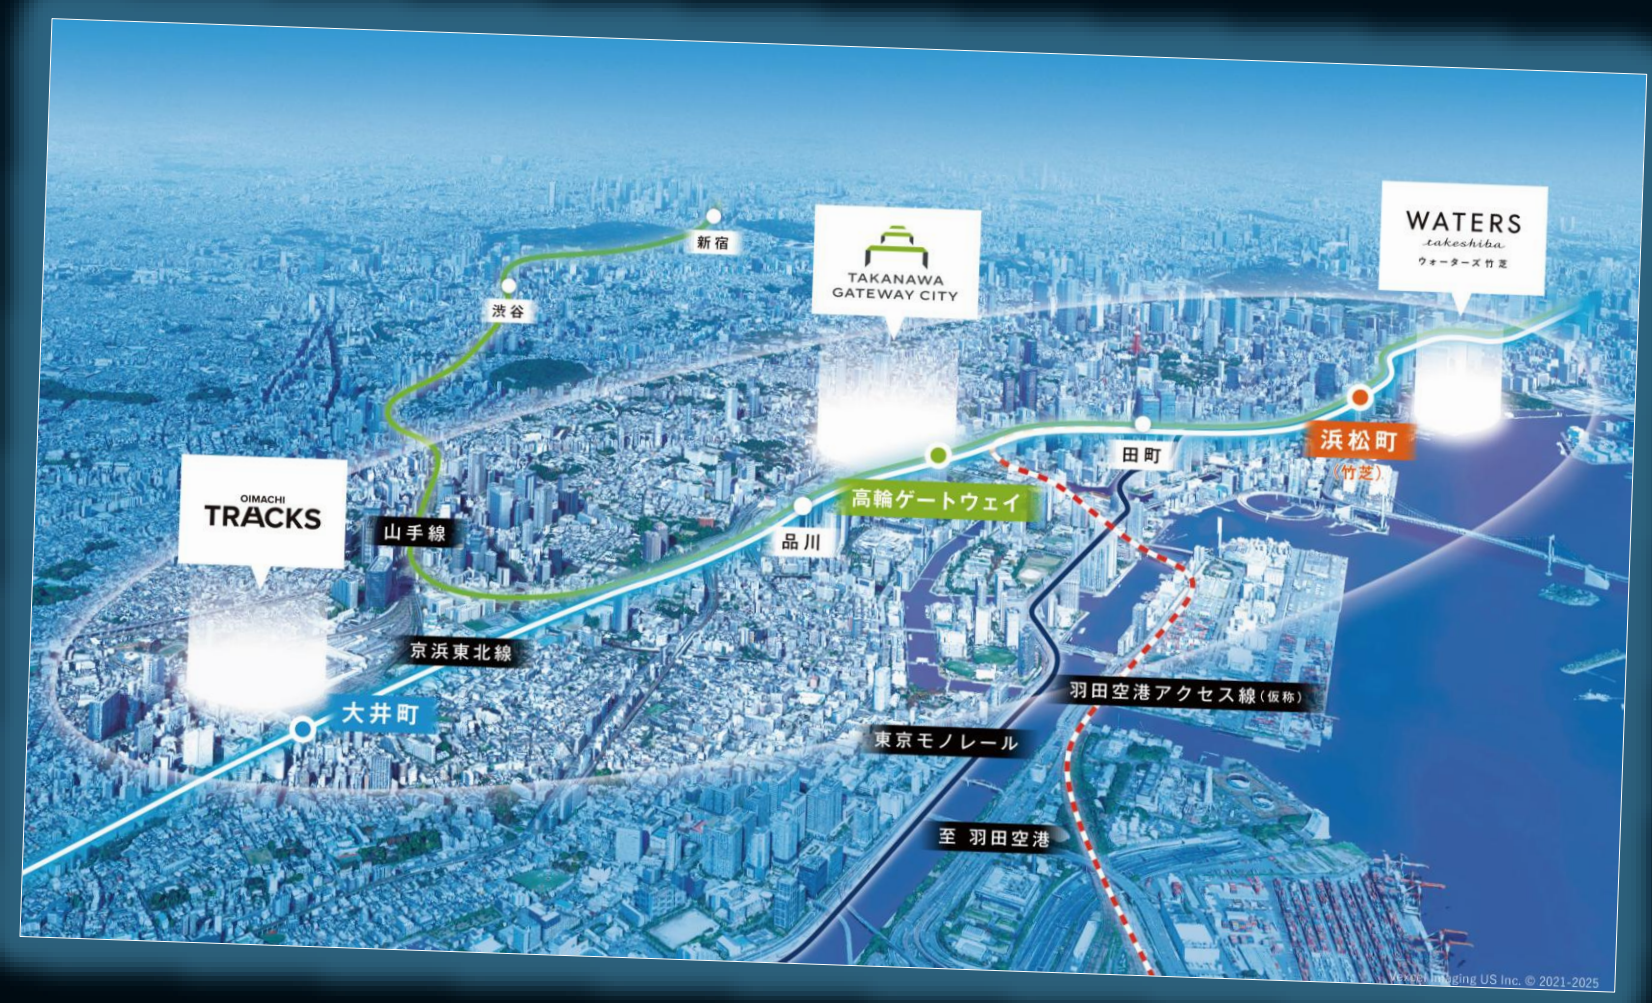 新宿
渋谷
TAKANAWA
GATEWAY CITY
WATERS
takeshiba
ウォーターズ竹芝
OIMACHI
TRACKS
山手線
品川
高輪ゲートウェイ
田町
浜松町
(竹芝)
京浜東北線
大井町
羽田空港アクセス線(仮称)
東京モノレール
至 羽田空港
Vexcel Imaging US Inc. © 2021-2025